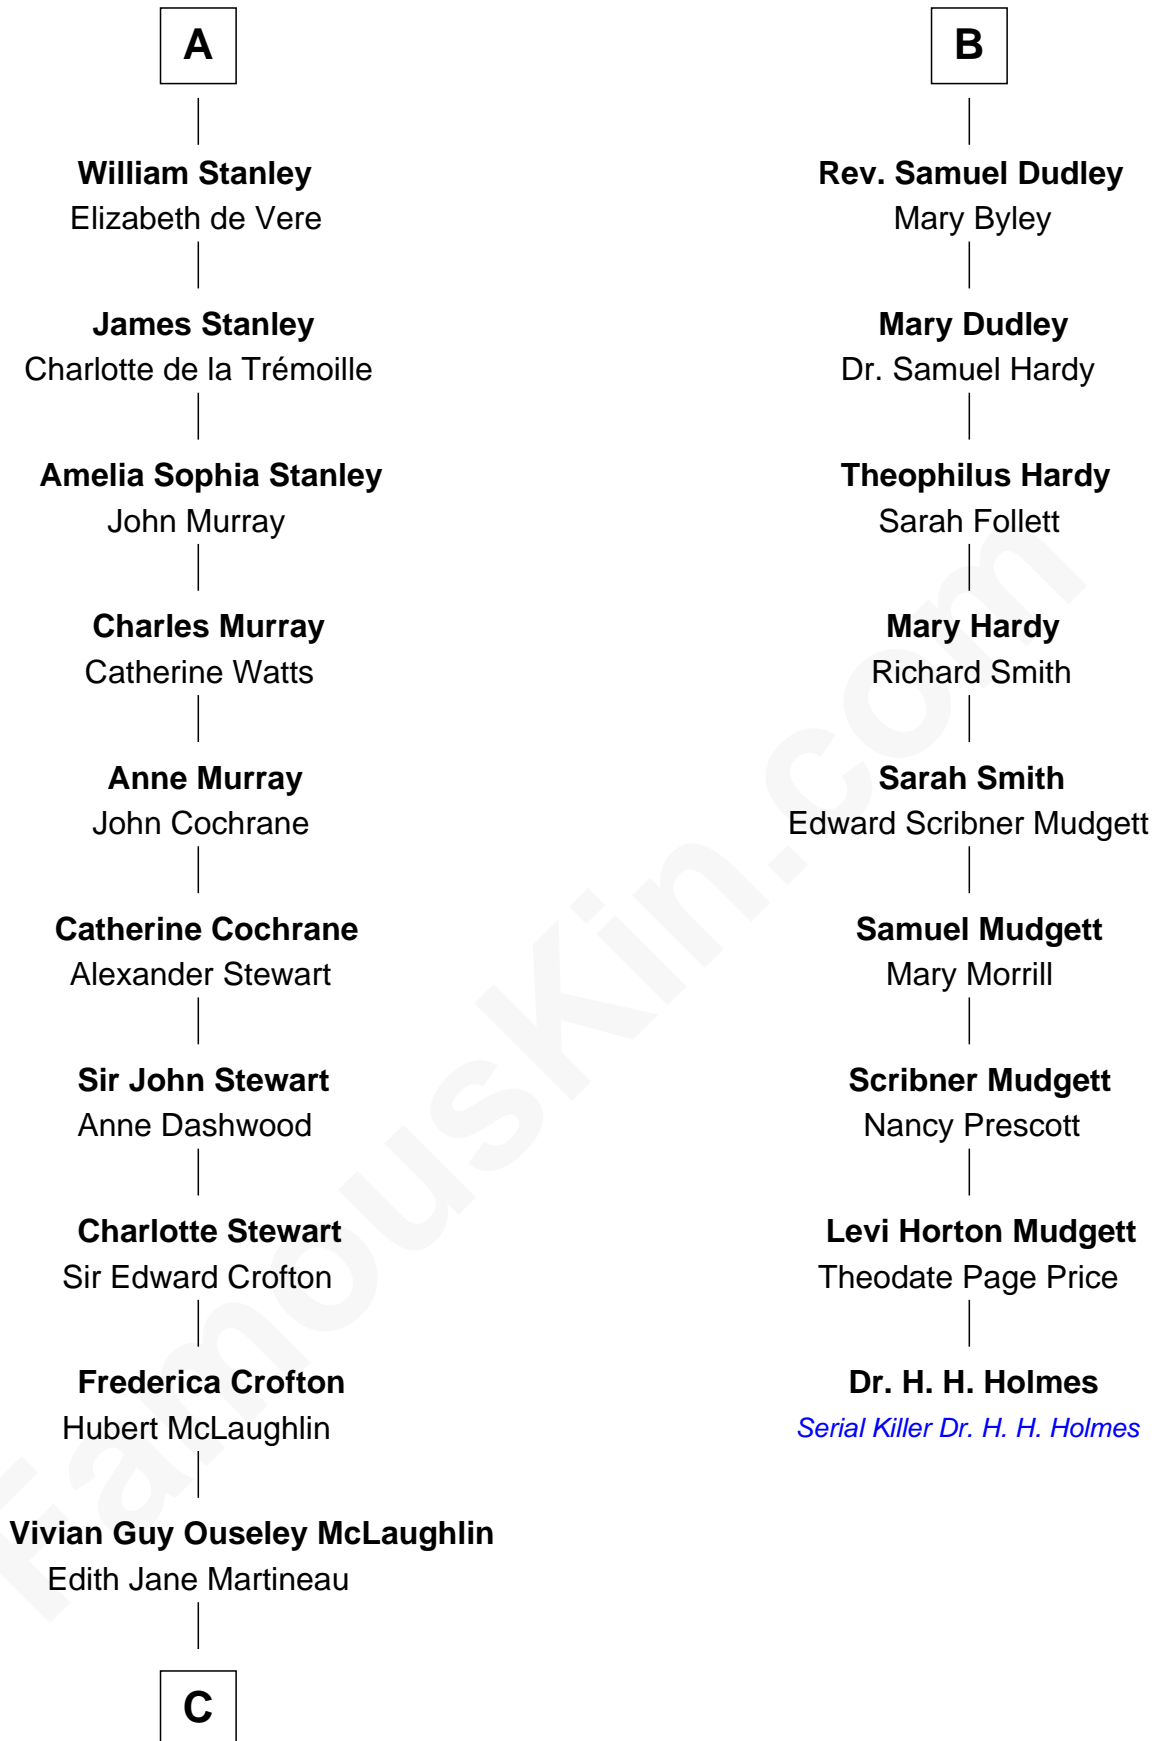 A
William Stanley
Elizabeth de Vere
James Stanley
Charlotte de la Trémoille
Amelia Sophia Stanley
John Murray
Charles Murray
Catherine Watts
Anne Murray
John Cochrane
Catherine Cochrane
Alexander Stewart
Sir John Stewart
Anne Dashwood
Charlotte Stewart
Sir Edward Crofton
Frederica Crofton
Hubert McLaughlin
Vivian Guy Ouseley McLaughlin
Edith Jane Martineau
C
B
Rev. Samuel Dudley
Mary Byley
Mary Dudley
Dr. Samuel Hardy
Theophilus Hardy
Sarah Follett
Mary Hardy
Richard Smith
Sarah Smith
Edward Scribner Mudgett
Samuel Mudgett
Mary Morrill
Scribner Mudgett
Nancy Prescott
Levi Horton Mudgett
Theodate Page Price
Dr. H. H. Holmes
Serial Killer Dr. H. H. Holmes
FamousKin.com